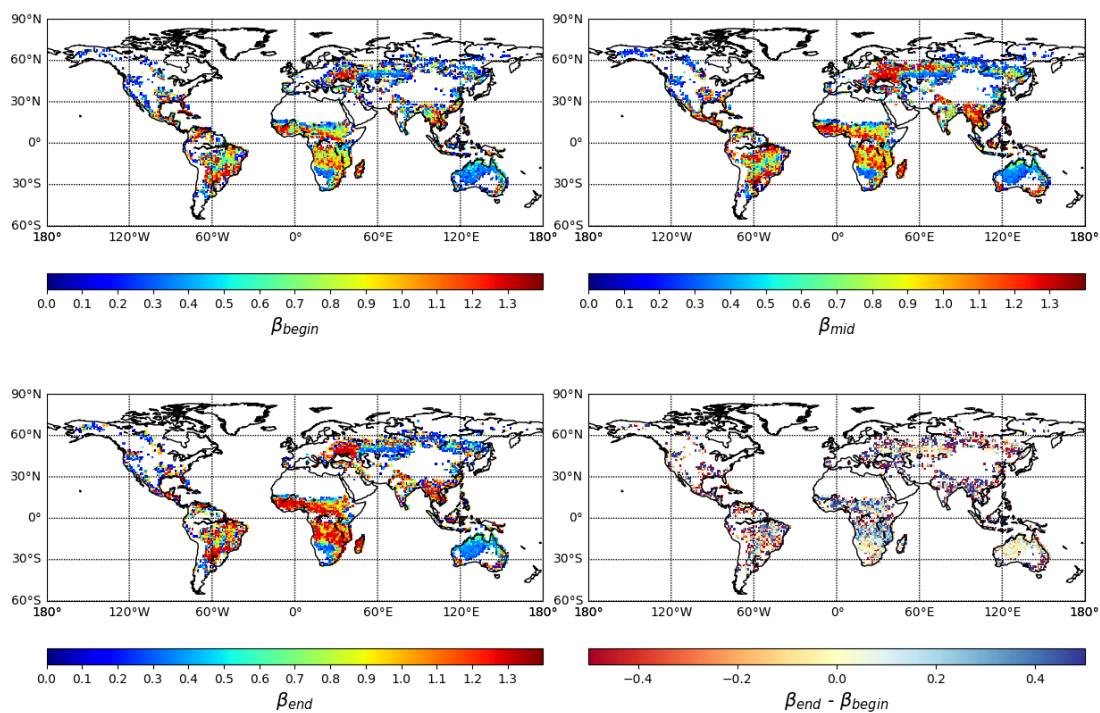 90°N 90°N
60°N 60°N
30°N 30°N
0° 0°
30°S 30°S
60°S 60°S
180° 120°W 60°W 0° 60°E 120°E 180° 180° 120°W 60°W 0° 60°E 120°E 180°
0.0 0.1 0.2 0.3 0.4 0.5 0.6 0.7 0.8 0.9 1.0 1.1 1.2 1.3 0.0 0.1 0.2 0.3 0.4 0.5 0.6 0.7 0.8 0.9 1.0 1.1 1.2 1.3
βbegin βmid
90°N 90°N
60°N 60°N
30°N 30°N
0° 0°
30°S 30°S
60°S 60°S
180° 120°W 60°W 0° 60°E 120°E 180° 180° 120°W 60°W 0° 60°E 120°E 180°
0.0 0.1 0.2 0.3 0.4 0.5 0.6 0.7 0.8 0.9 1.0 1.1 1.2 1.3 −0.4 −0.2 0.0 0.2 0.4
βend βend - βbegin